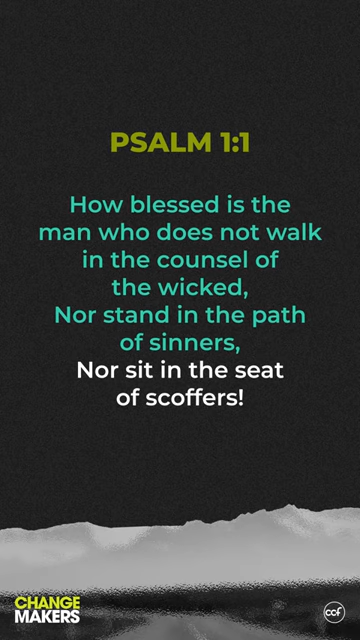 PSALM 1:1
How blessed is the
man who does not walk
in the counsel of
the wicked,
Nor stand in the path
of sinners,
Nor sit in the seat
of scoffers!
CHANGE
MAKERS
ccf